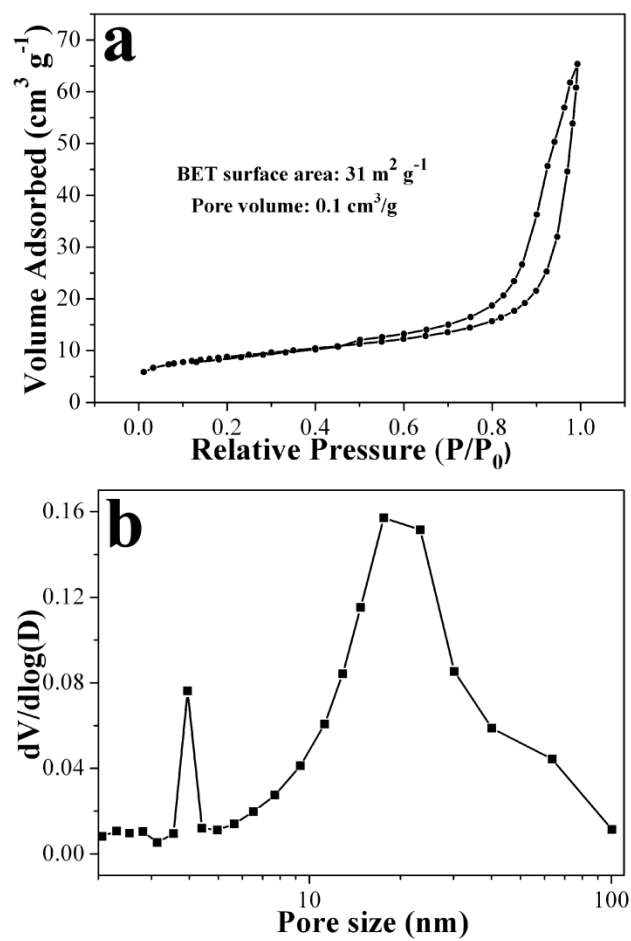 a
70
60
50
40
30
20
10
0
Volume Adsorbed (cm³ g⁻¹)
BET surface area: 31 m² g⁻¹
Pore volume: 0.1 cm³/g
0.0 0.2 0.4 0.6 0.8 1.0
Relative Pressure (P/P₀)
b
0.16
0.12
0.08
0.04
0.00
dV/dlog(D)
10 100
Pore size (nm)